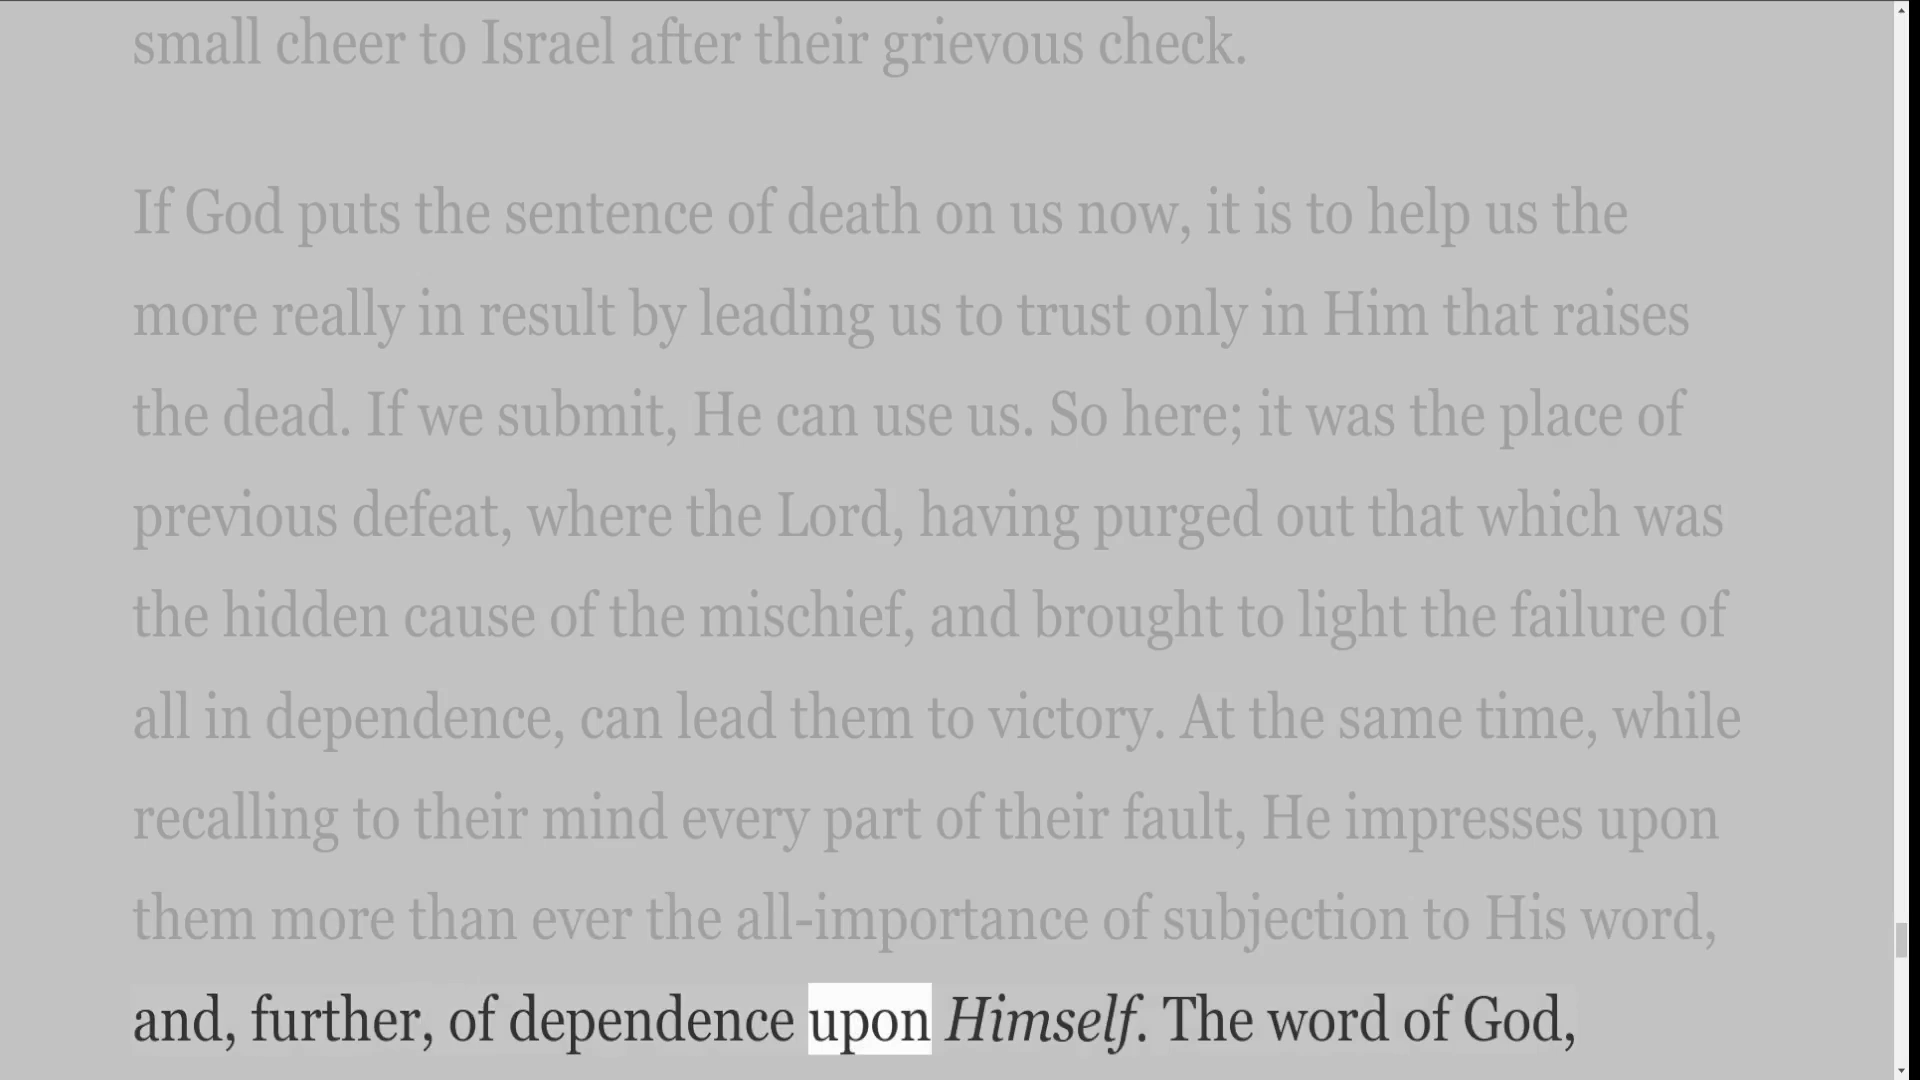 small cheer to Israel after their grievous check.
If God puts the sentence of death on us now, it is to help us the
more really in result by leading us to trust only in Him that raises
the dead. If we submit, He can use us. So here; it was the place of
previous defeat, where the Lord, having purged out that which was
the hidden cause of the mischief, and brought to light the failure of
all in dependence, can lead them to victory. At the same time, while
recalling to their mind every part of their fault, He impresses upon
them more than ever the all-importance of subjection to His word,
and, further, of dependence upon Himself. The word of God,